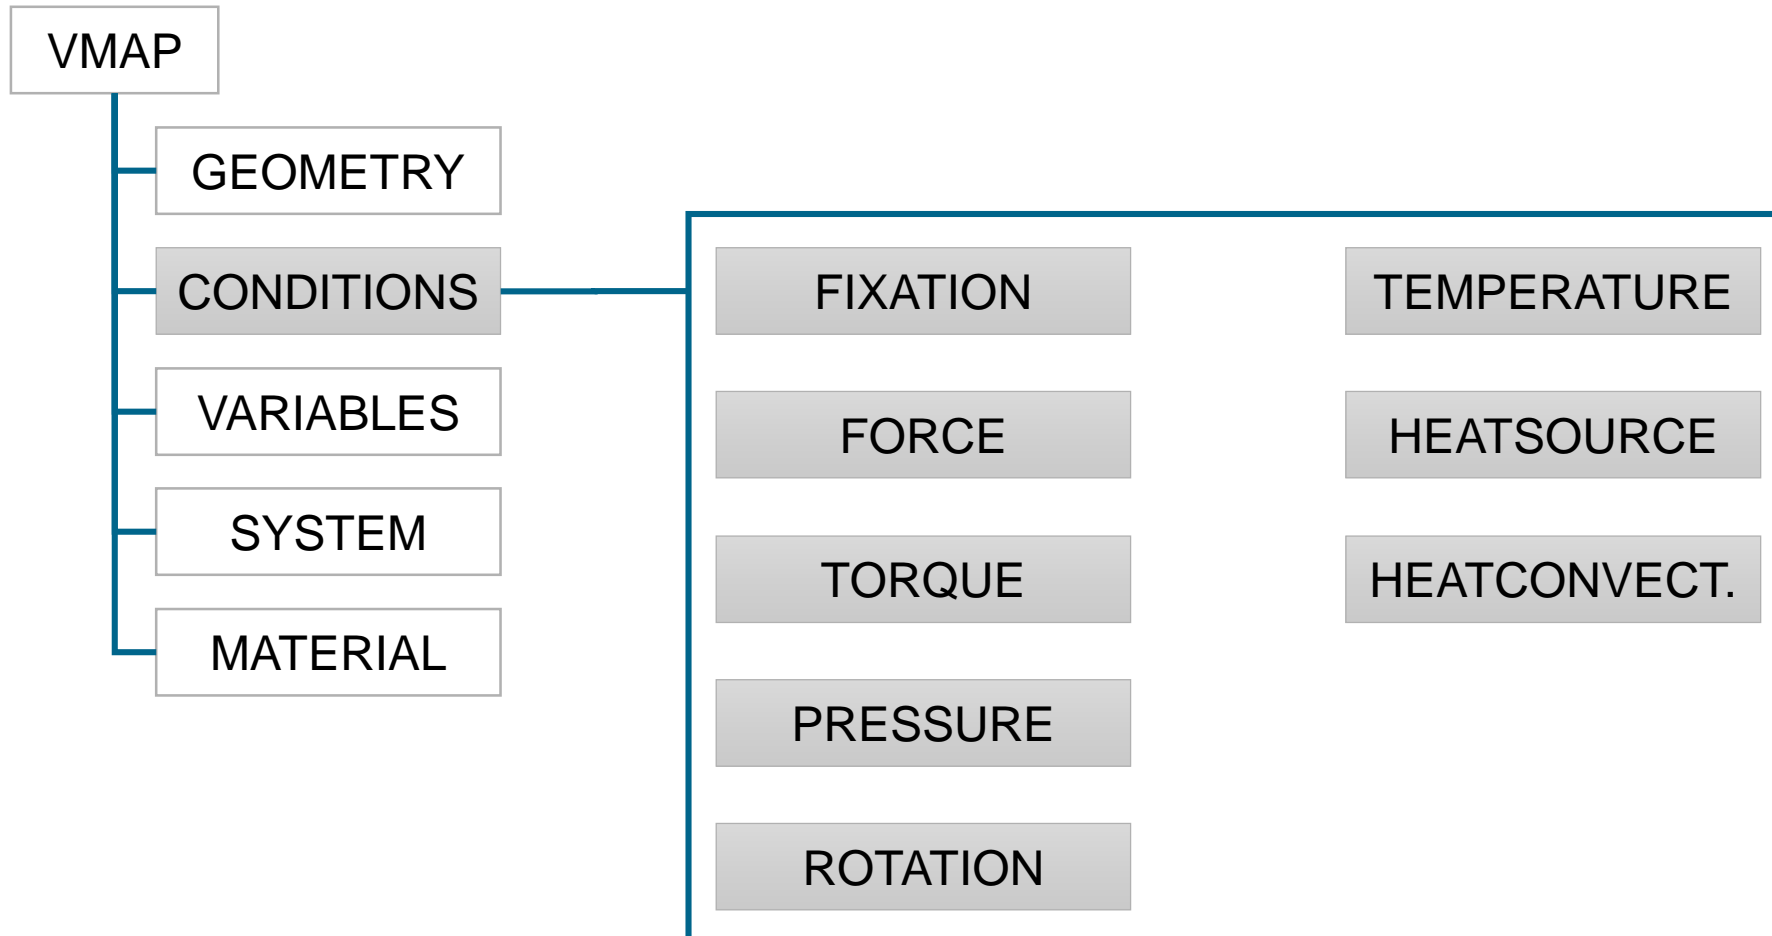 VMAP
GEOMETRY
CONDITIONS
VARIABLES
SYSTEM
MATERIAL
FIXATION
FORCE
TORQUE
PRESSURE
ROTATION
TEMPERATURE
HEATSOURCE
HEATCONVECT.